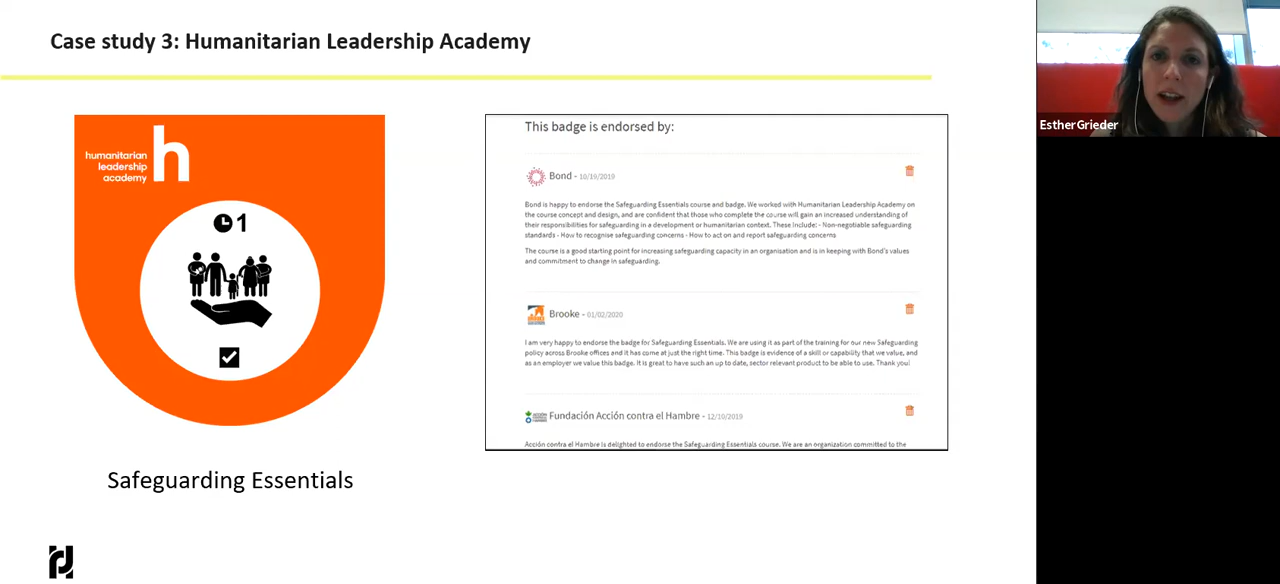 Case study 3: Humanitarian Leadership Academy
humanitarian
leadership
academy
h
1
Safeguarding Essentials
This badge is endorsed by:
Bond - 10/19/2019
Bond is happy to endorse the Safeguarding Essentials course and badge. We worked with Humanitarian Leadership Academy on
the course concept and design, and are confident that those who complete the course will gain an increased understanding of
their responsibilities for safeguarding in a development or humanitarian context. These Include: - Non-negotiable safeguarding
standards - How to recognise safeguarding concerns - How to act on and report safeguarding concerns
The course is a good starting point for increasing safeguarding capacity in an organisation and is in keeping with Bond's values
and commitment to change in safeguarding.
Brooke - 01/02/2020
I am very happy to endorse the badge for Safeguarding Essentials. We are using it as part of the training for our new Safeguarding
policy across Brooke offices and it has come at just the right time. This badge is evidence of a skill or capability that we value, and
as an employer we value this badge. It is great to have such an up to date, sector relevant product to be able to use. Thank you!
Fundación Acción contra el Hambre - 12/10/2019
Acción contra el Hambre is delighted to endorse the Safeguarding Essentials course. We are an organization committed to the
EstherGrieder